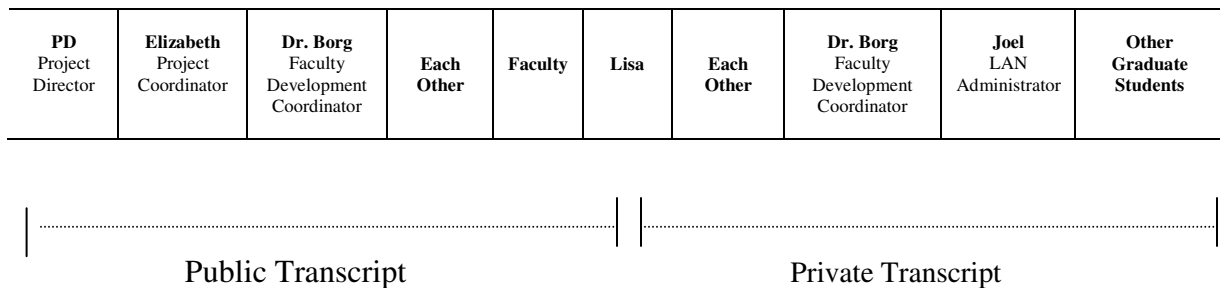 PD
Project
Director
Elizabeth
Project
Coordinator
Dr. Borg
Faculty
Development
Coordinator
Each
Other
Faculty
Lisa
Each
Other
Dr. Borg
Faculty
Development
Coordinator
Joel
LAN
Administrator
Other
Graduate
Students
Public Transcript
Private Transcript